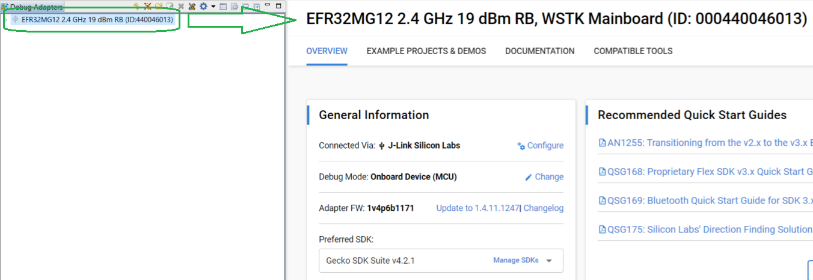 Debug Adapters
EFR32MG12 2.4 GHz 19 dBm RB (ID:440046013)
EFR32MG12 2.4 GHz 19 dBm RB, WSTK Mainboard (ID: 000440046013)
OVERVIEW EXAMPLE PROJECTS & DEMOS DOCUMENTATION COMPATIBLE TOOLS
General Information
Connected Via: J-Link Silicon Labs Configure
Debug Mode: Onboard Device (MCU) Change
Adapter FW: 1v4p6b1171 Update to 1.4.11.1247| Changelog
Preferred SDK:
Gecko SDK Suite v4.2.1 Manage SDKs
Recommended Quick Start Guides
AN1255: Transitioning from the v2.x to the v3.x
QSG168: Proprietary Flex SDK v3.x Quick Start G
QSG169: Bluetooth Quick Start Guide for SDK 3.
QSG175: Silicon Labs' Direction Finding Solution